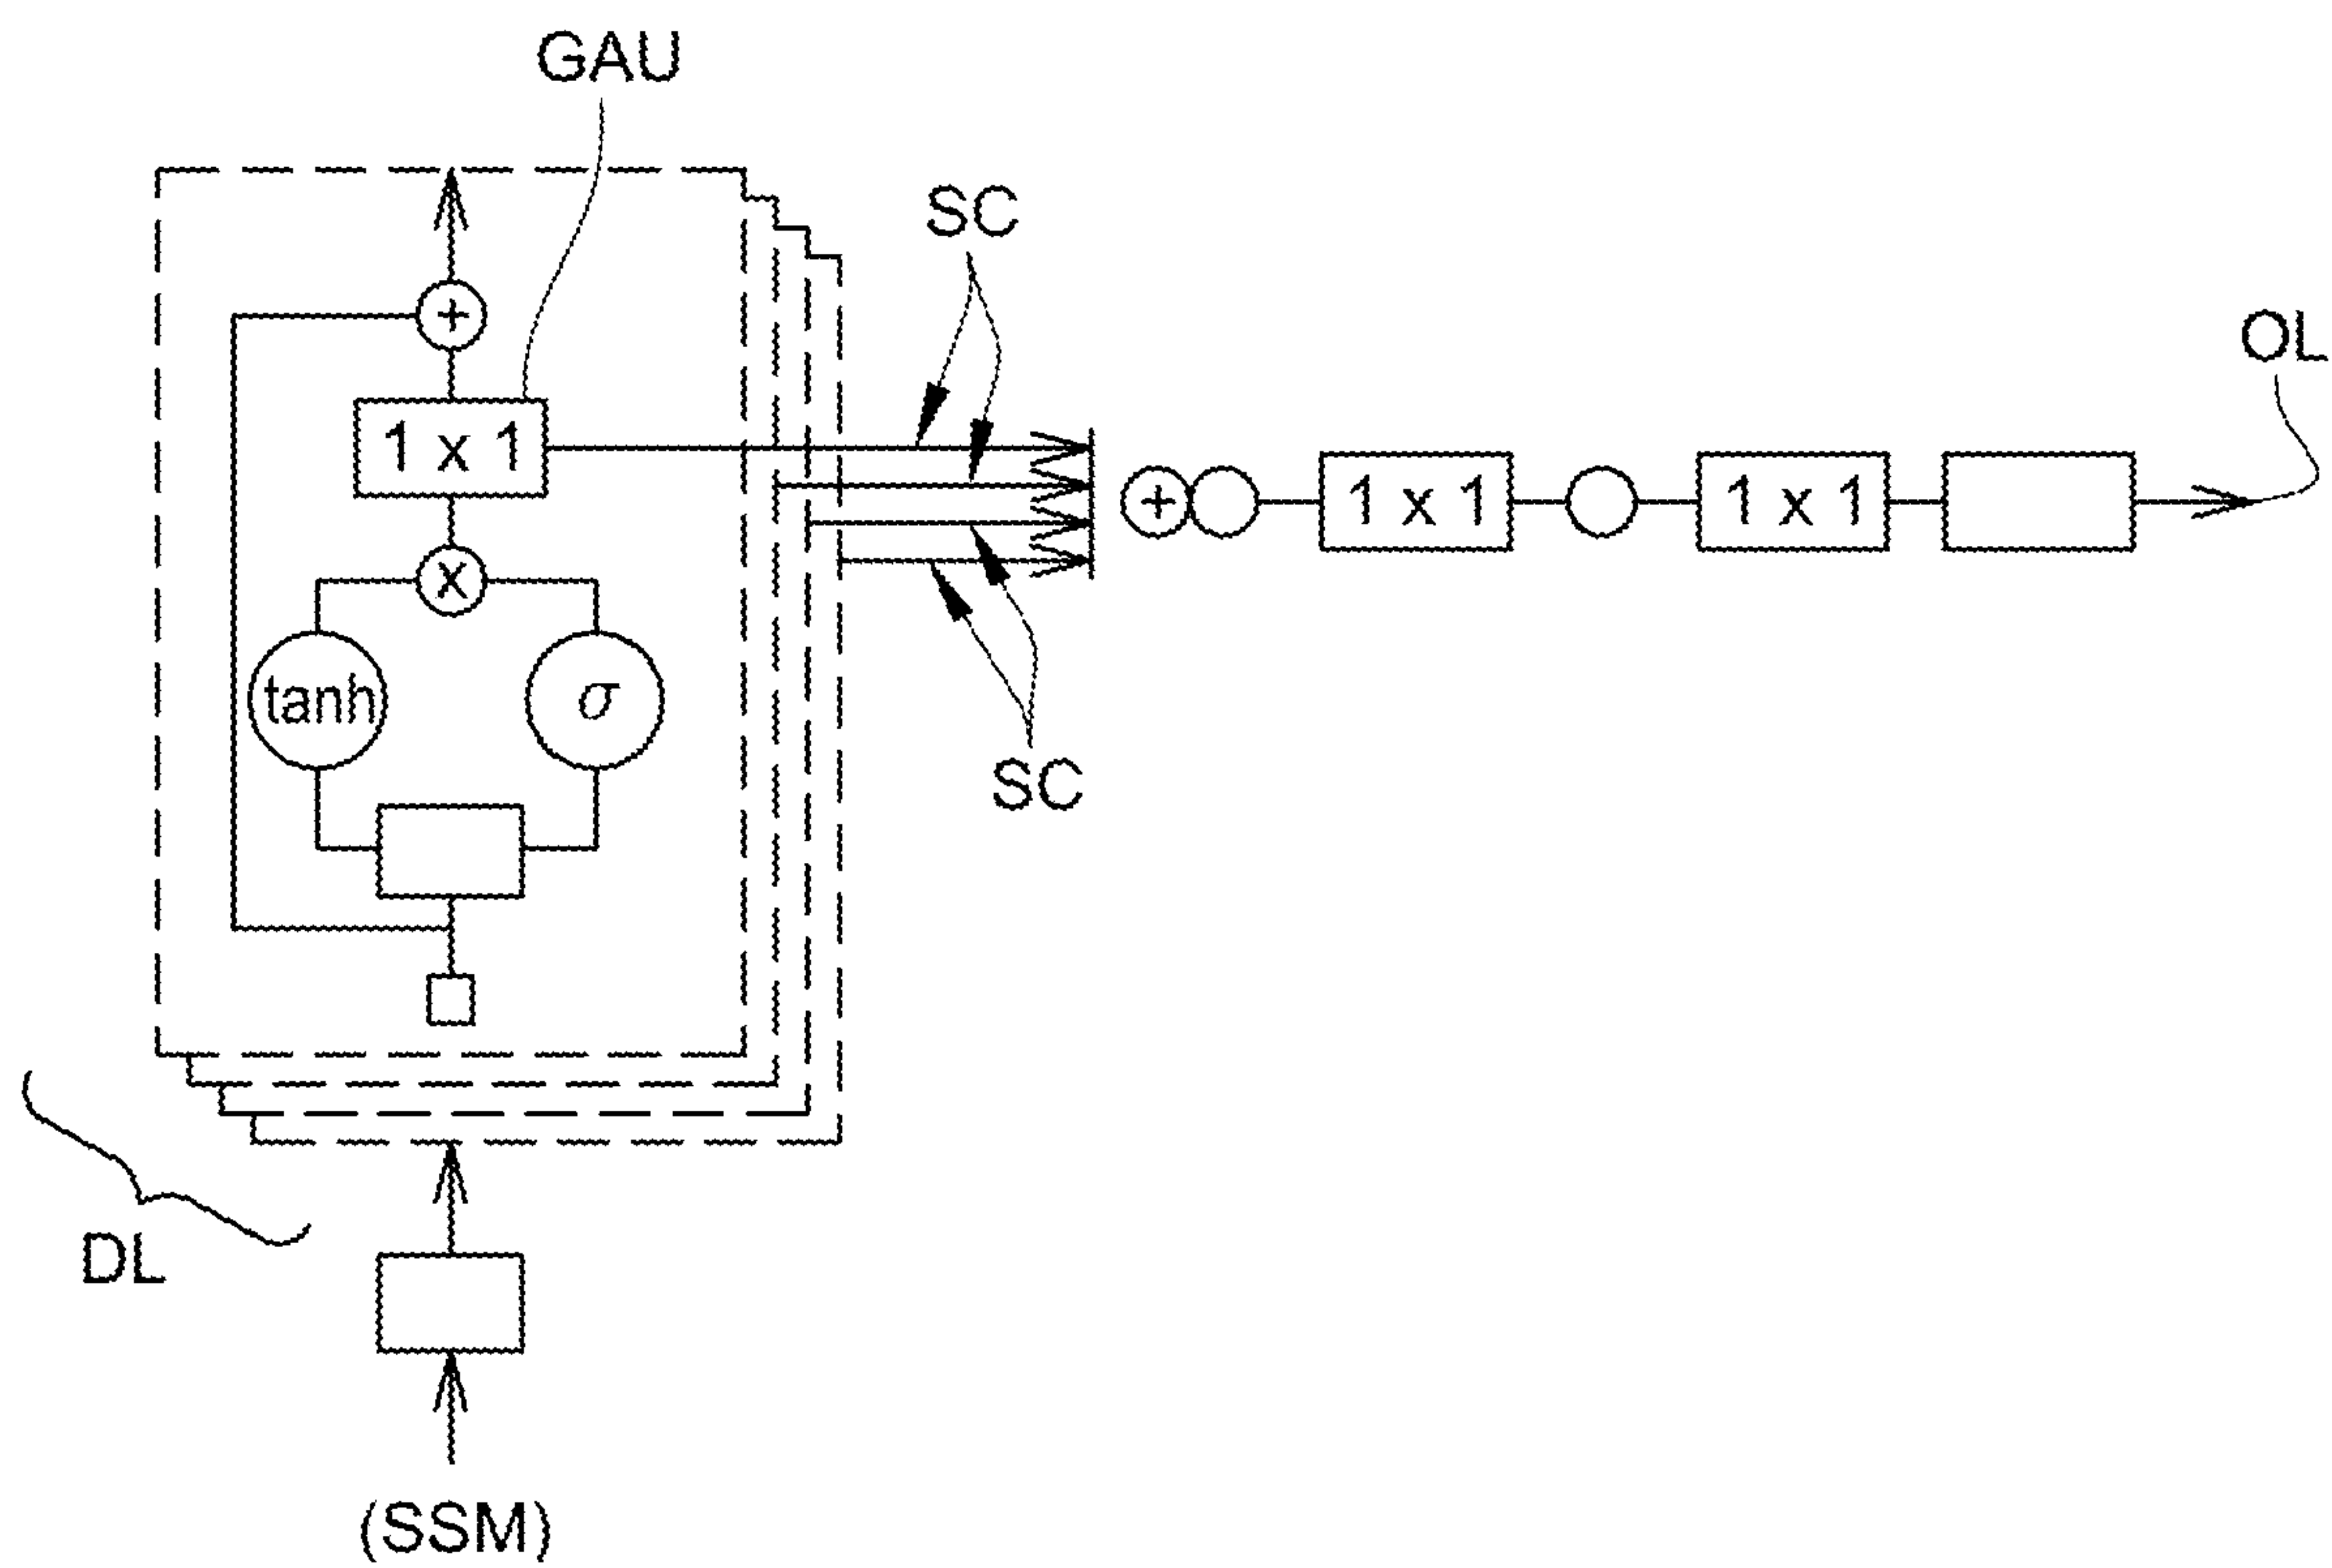 GAU
SC
OL
+
1 x 1
+
1 x 1
1 x 1
x
tanh
σ
SC
DL
(SSM)